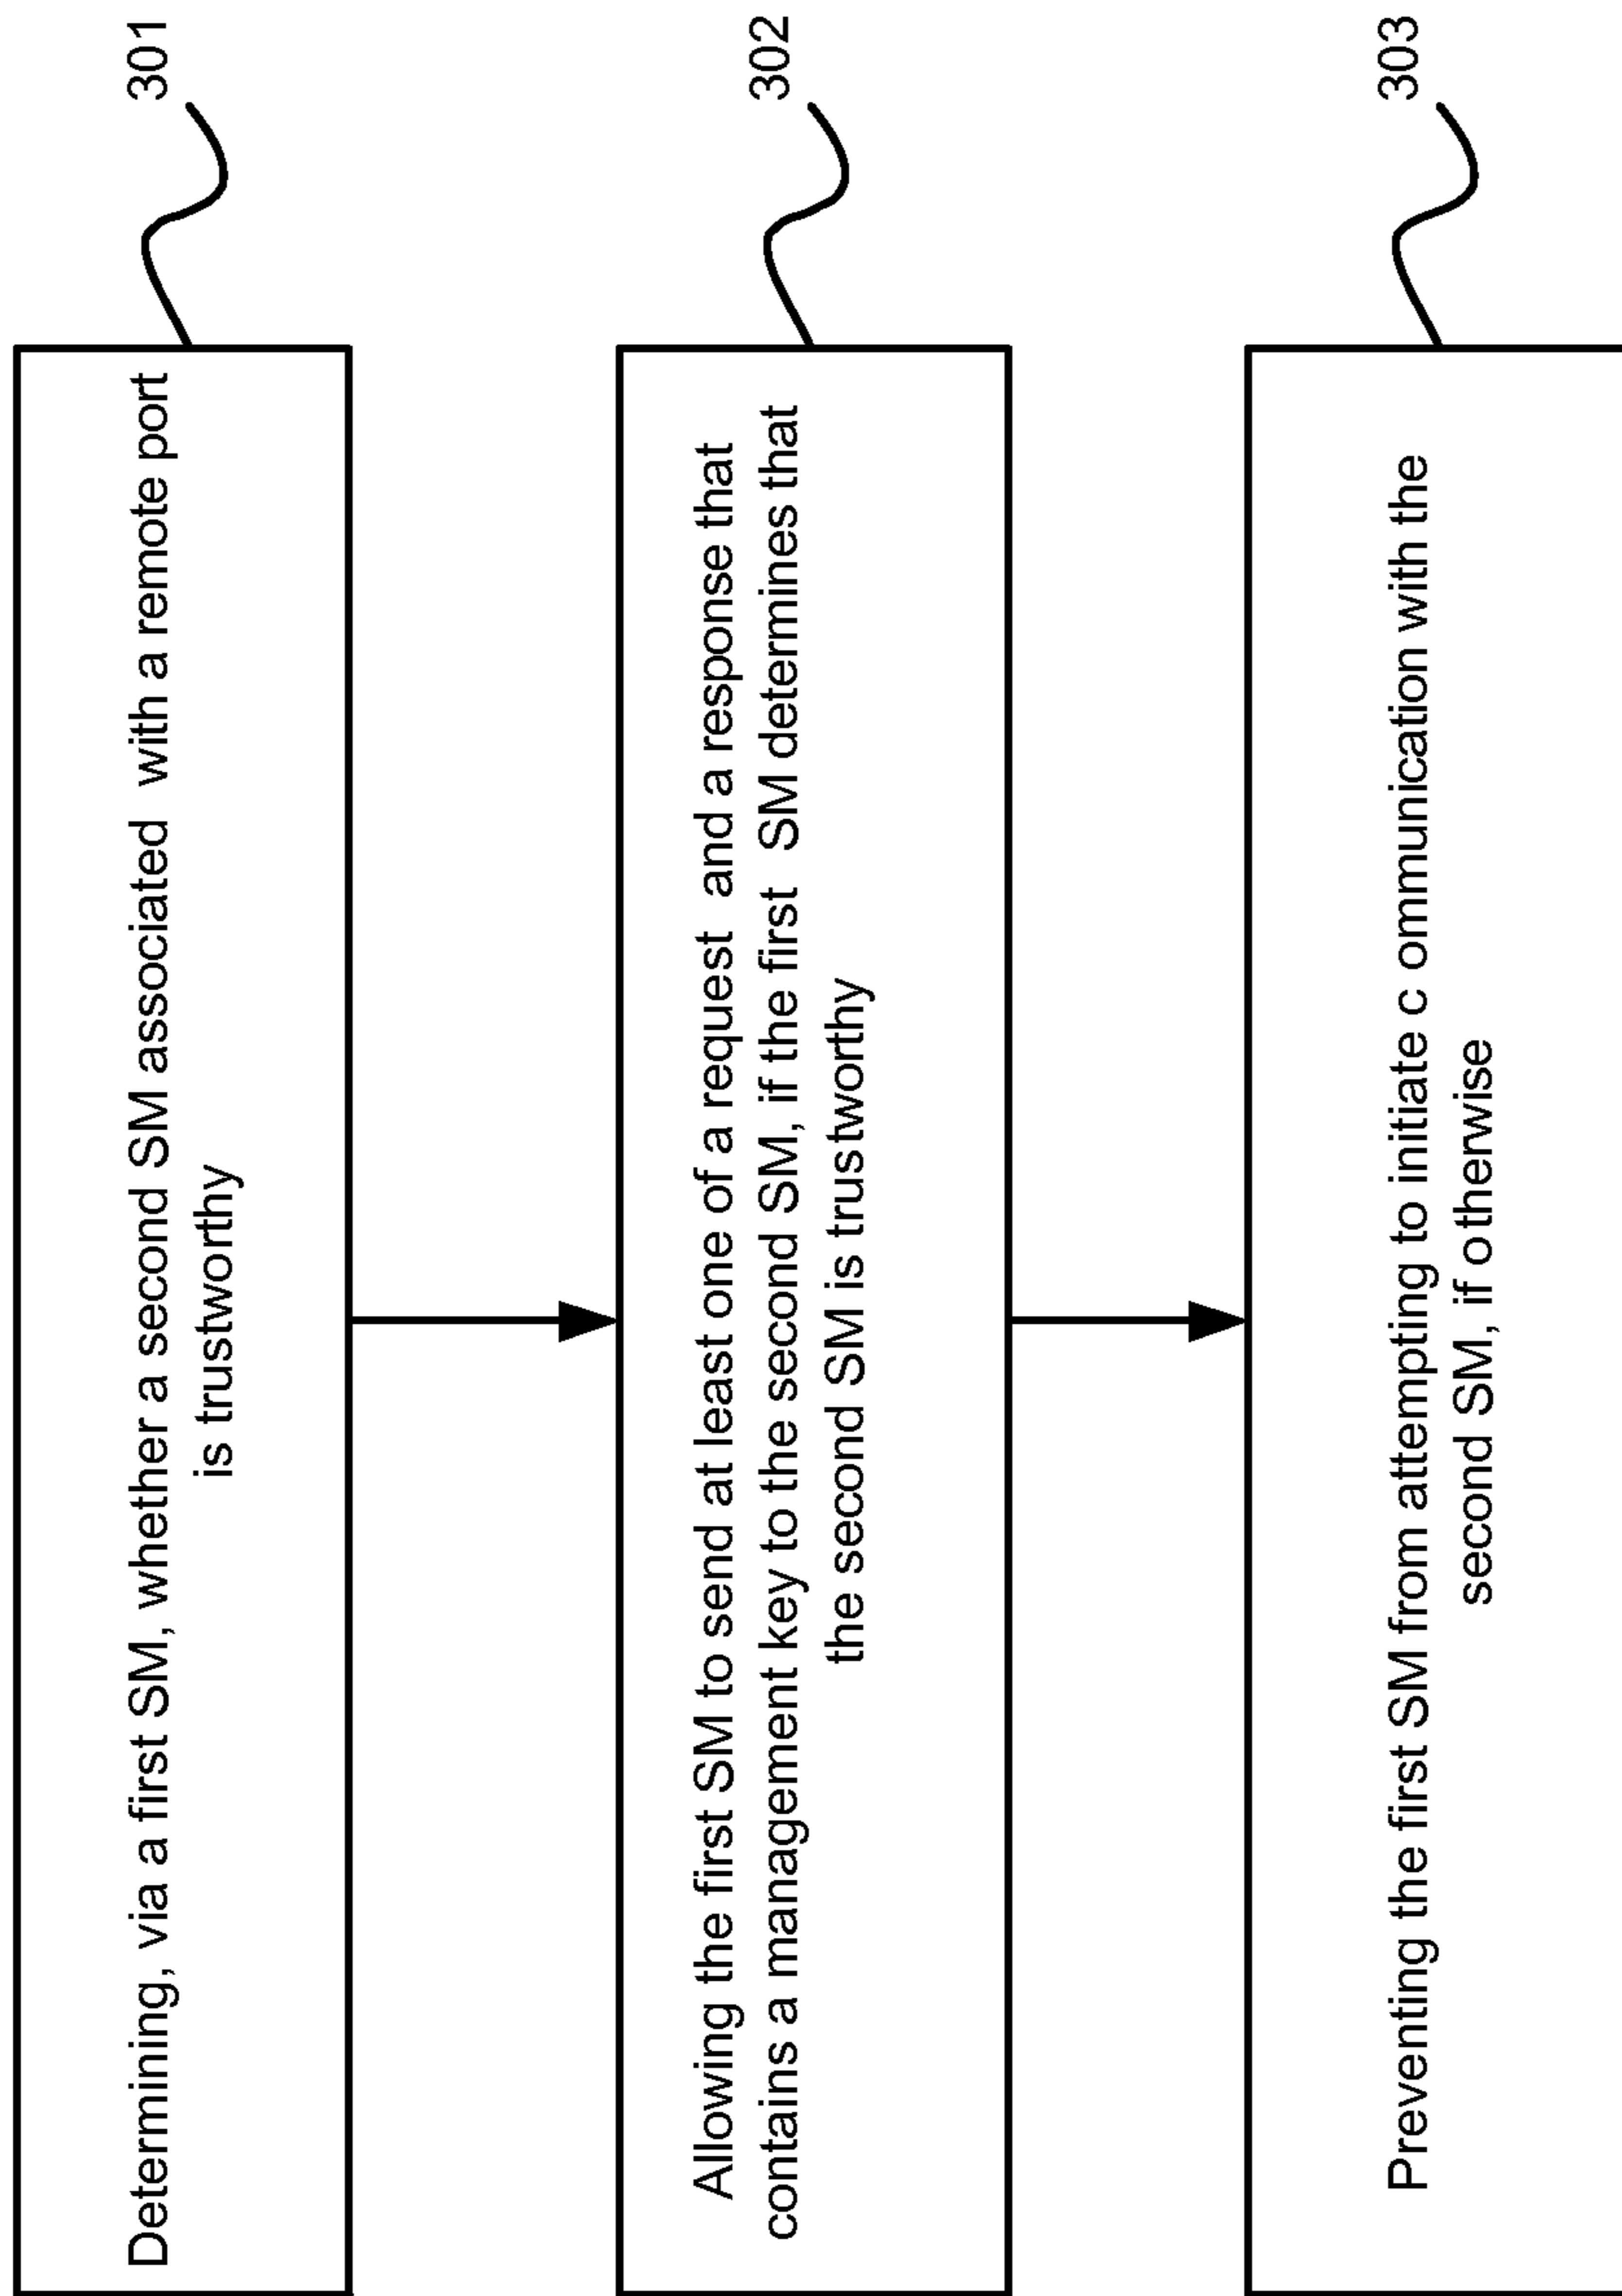 Determining, via a first SM, whether a second SM associated with a remote port
is trustworthy
301
Allowing the first SM to send at least one of a request and a response that
contains a management key to the second SM, if the first SM determines that
the second SM is trustworthy
302
Preventing the first SM from attempting to initiate c ommunication with the
second SM, if o therwise
303